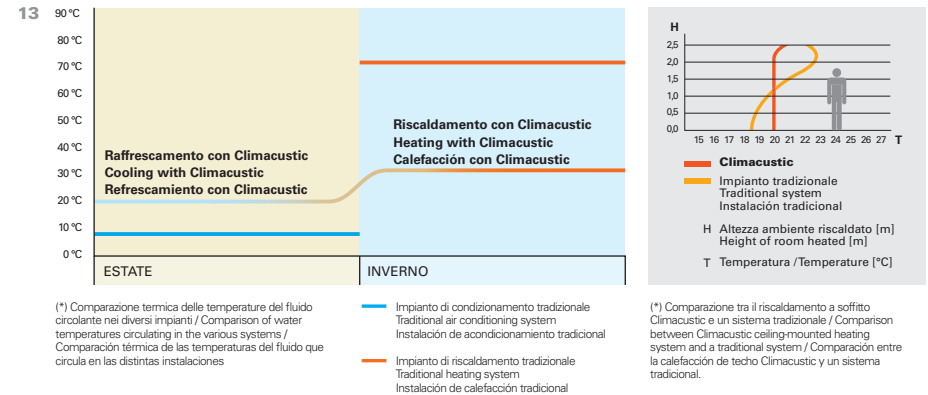 13
90 °C
80 °C
70 °C
60 °C
50 °C
40 °C
30 °C
20 °C
10 °C
0 °C
Raffrescamento con Climacustic
Cooling with Climacustic
Refrescamiento con Climacustic
Riscaldamento con Climacustic
Heating with Climacustic
Calefacción con Climacustic
ESTATE
INVERNO
(*) Comparazione termica delle temperature del fluido
circolante nei diversi impianti / Comparison of water
temperatures circulating in the various systems /
Comparación térmica de las temperaturas del fluido que
circula en las distintas instalaciones
Impianto di condizionamento tradizionale
Traditional air conditioning system
Instalación de acondicionamiento tradicional
Impianto di riscaldamento tradizionale
Traditional heating system
Instalación de calefacción tradicional
H
2,5
2,0
1,5
1,0
0,5
0,0
15 16 17 18 19 20 21 22 23 24 25 26 27 T
Climacustic
Impianto tradizionale
Traditional system
Instalación tradicional
H Altezza ambiente riscaldato [m]
Height of room heated [m]
T Temperatura / Temperature [°C]
(*) Comparazione tra il riscaldamento a soffitto
Climacustic e un sistema tradizionale / Comparison
between Climacustic ceiling-mounted heating
system and a traditional system / Comparación entre
la calefacción de techo Climacustic y un sistema
tradicional.